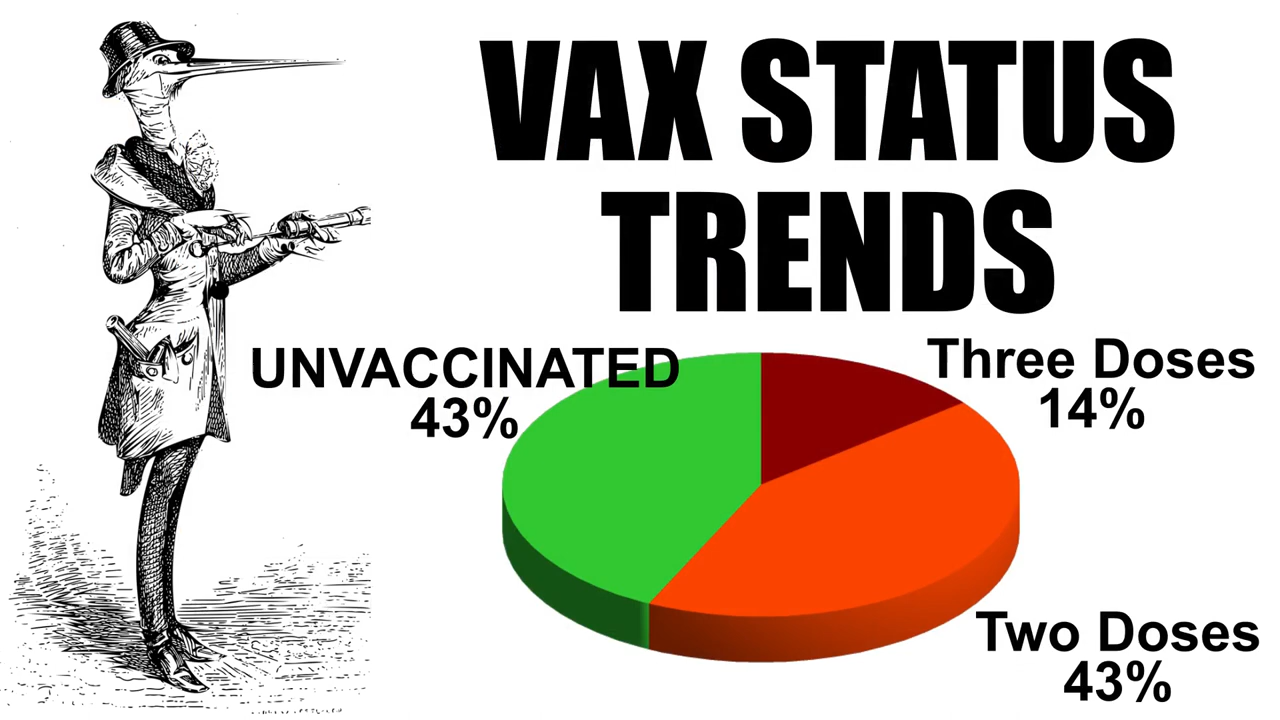 VAX STATUS
TRENDS
UNVACCINATED
43%
Three Doses
14%
Two Doses
43%